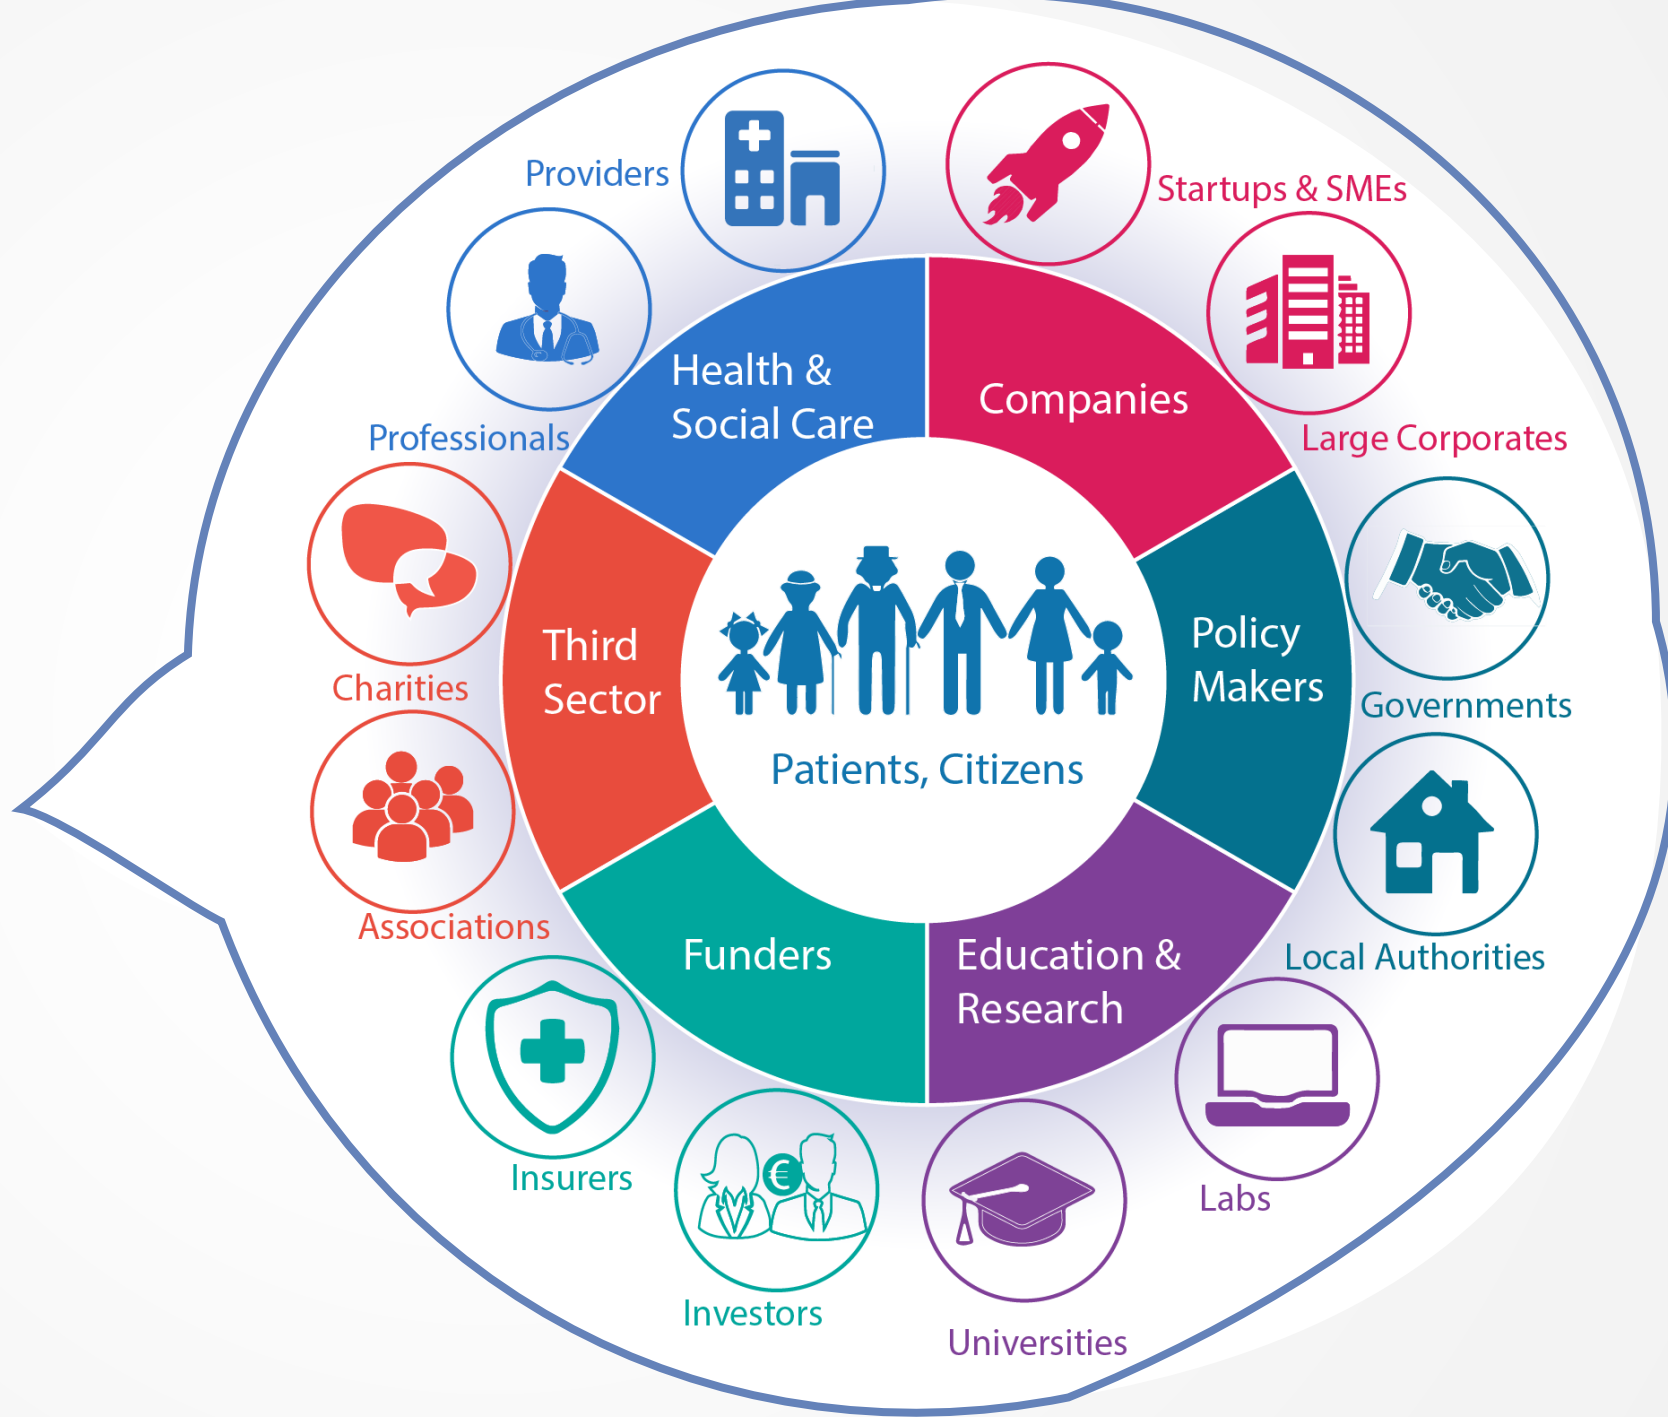 Providers
Startups & SMEs
Professionals
Large Corporates
Health &
Social Care
Companies
Third
Sector
Policy
Makers
Charities
Governments
Patients, Citizens
Associations
Local Authorities
Funders
Education &
Research
Insurers
Labs
€
Investors
Universities